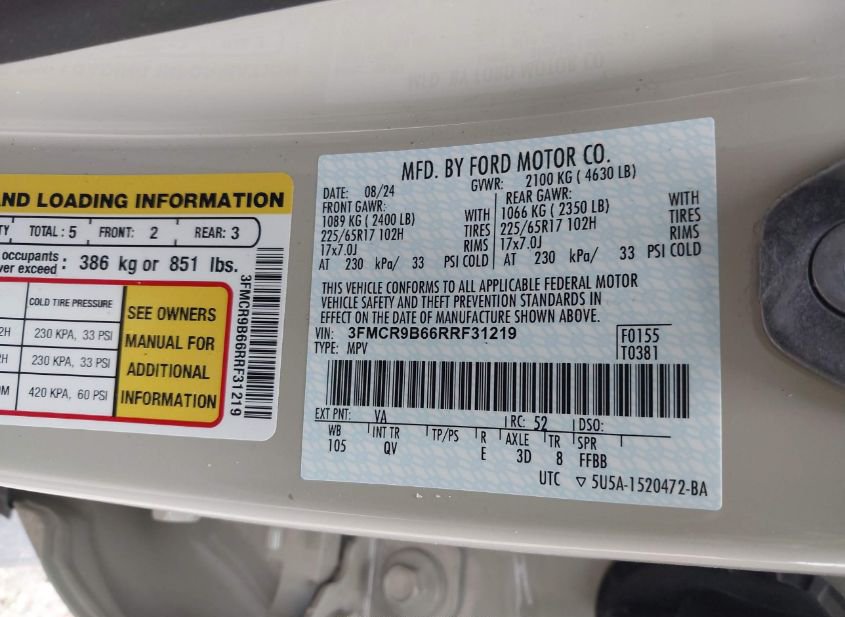 AND LOADING INFORMATION
TOTAL : 5 FRONT: 2 REAR: 3
occupants
ver exceed : 386 kg or 851 lbs.
COLD TIRE PRESSURE
2H 230 KPA, 33 PSI
2H 230 KPA, 33 PSI
0M 420 KPA, 60 PSI
SEE OWNERS
MANUAL FOR
ADDITIONAL
INFORMATION
3FMCR9B66RRF31219
MFD. BY FORD MOTOR CO.
DATE: 08/24 GVWR: 2100 KG ( 4630 LB)
FRONT GAWR: REAR GAWR:
1089 KG ( 2400 LB) WITH 1066 KG ( 2350 LB) WITH
225/65R17 102H TIRES 225/65R17 102H TIRES
17x7.0J RIMS 17x7.0J RIMS
AT 230 kPa/ 33 PSI COLD AT 230 kPa/ 33 PSI COLD
THIS VEHICLE CONFORMS TO ALL APPLICABLE FEDERAL MOTOR
VEHICLE SAFETY AND THEFT PREVENTION STANDARDS IN
EFFECT ON THE DATE OF MANUFACTURE SHOWN ABOVE.
VIN: 3FMCR9B66RRF31219 F0155
TYPE: MPV T0381
EXT PNT: VA RC: 52 DSO:
WB INT TR TP/PS R AXLE TR SPR
105 QV E 3D 8 FFBB
UTC ▽ 5U5A-1520472-BA